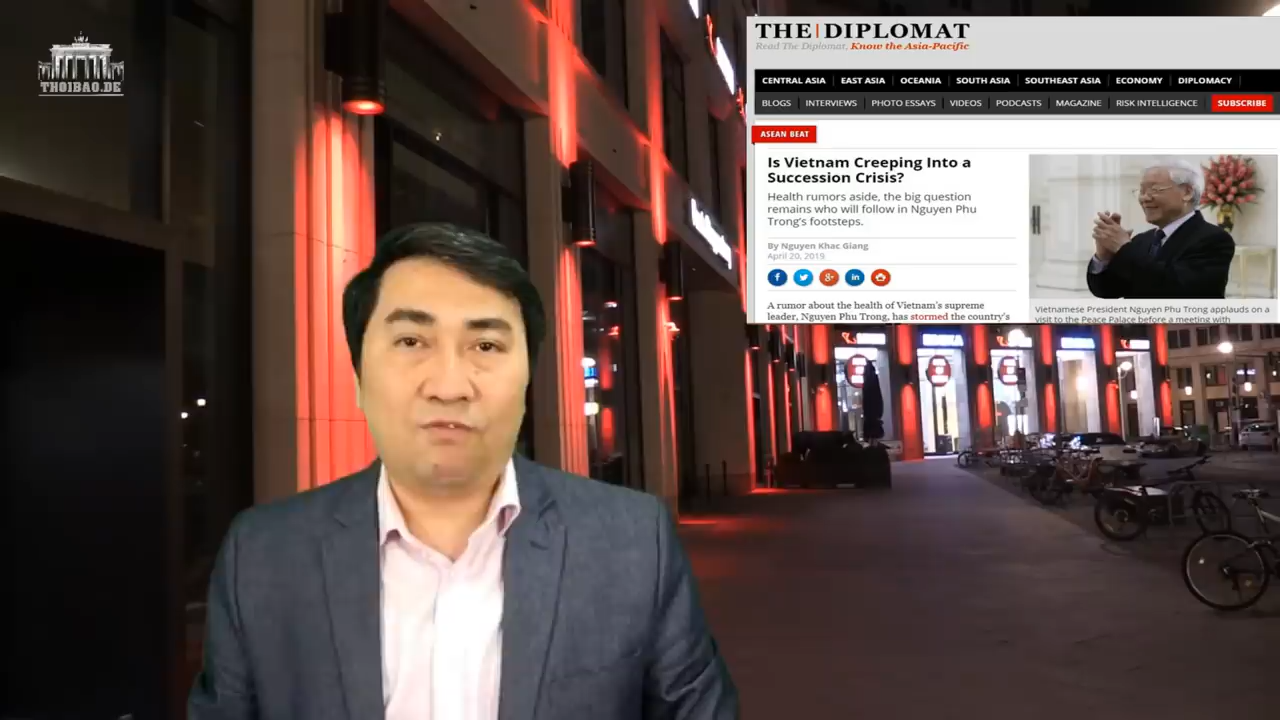 THOIBAO.DE
THE|DIPLOMAT
Read The Diplomat, Know the Asia-Pacific
CENTRAL ASIA | EAST ASIA | OCEANIA | SOUTH ASIA | SOUTHEAST ASIA | ECONOMY | DIPLOMACY |
BLOGS | INTERVIEWS | PHOTO ESSAYS | VIDEOS | PODCASTS | MAGAZINE | RISK INTELLIGENCE SUBSCRIBE
ASEAN BEAT
Is Vietnam Creeping Into a
Succession Crisis?
Health rumors aside, the big question
remains who will follow in Nguyen Phu
Trong's footsteps.
By Nguyen Khac Giang
April 20, 2019
A rumor about the health of Vietnam's supreme
leader, Nguyen Phu Trong, has stormed the country's
Vietnamese President Nguyen Phu Trong applauds on a
visit to the Peace Palace before a meeting with